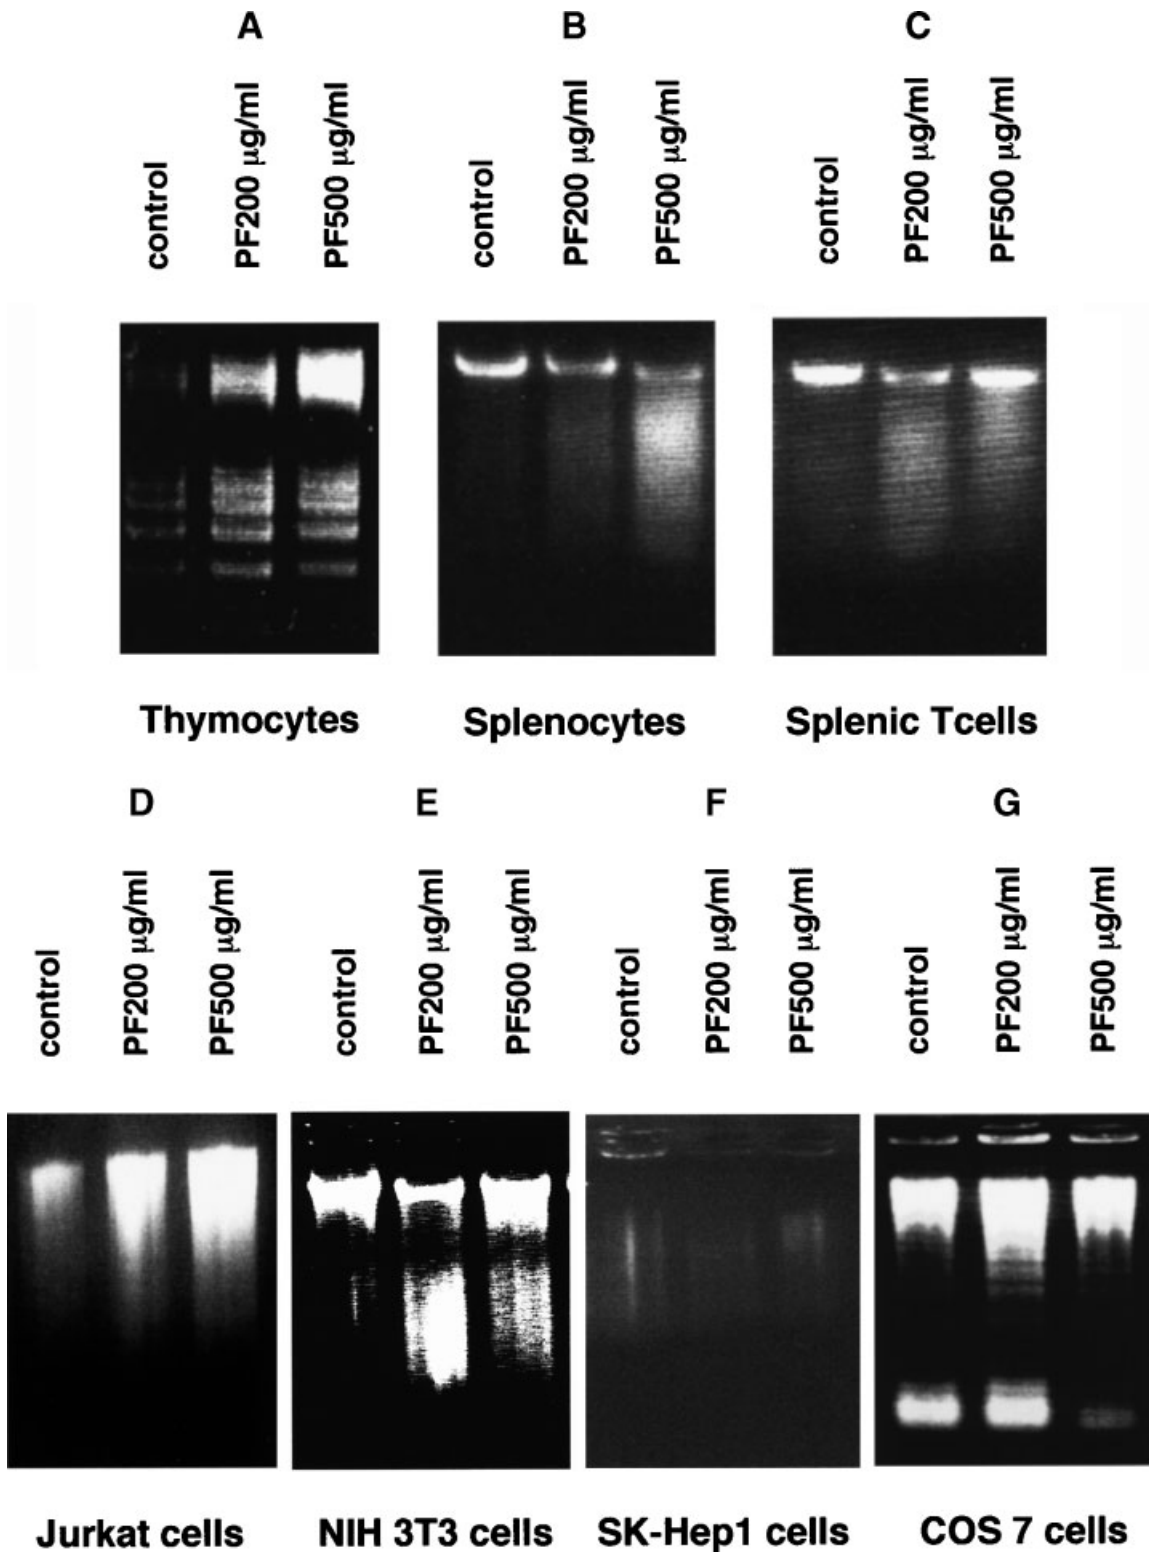 A
B
C
control
PF200 μg/ml
PF500 μg/ml
control
PF200 μg/ml
PF500 μg/ml
control
PF200 μg/ml
PF500 μg/ml
Thymocytes
Splenocytes
Splenic Tcells
D
E
F
G
control
PF200 μg/ml
PF500 μg/ml
control
PF200 μg/ml
PF500 μg/ml
control
PF200 μg/ml
PF500 μg/ml
control
PF200 μg/ml
PF500 μg/ml
Jurkat cells
NIH 3T3 cells
SK-Hep1 cells
COS 7 cells